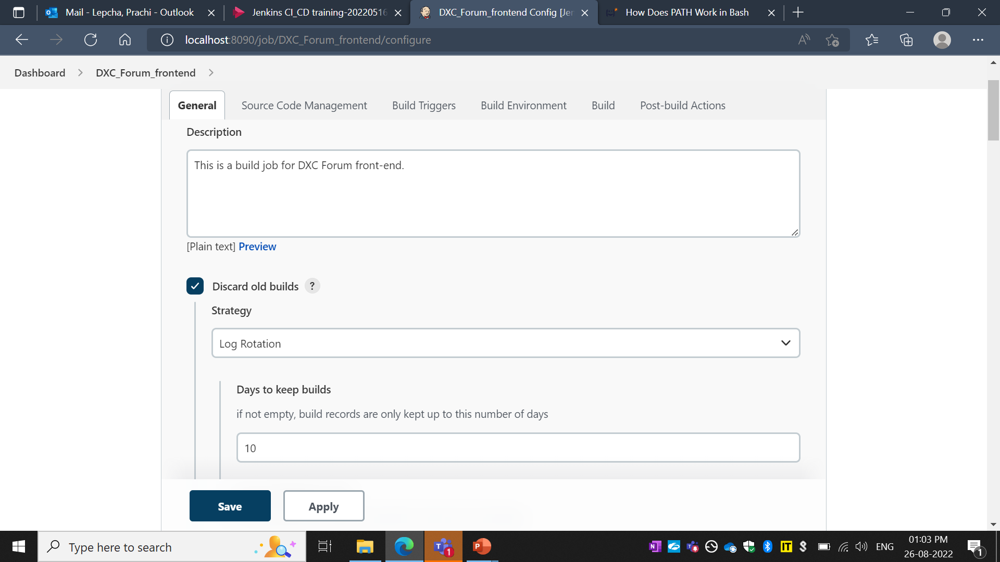 Mail - Lepcha, Prachi - Outlook
Jenkins CI_CD training-20220516
DXC_Forum_frontend Config [Jer
How Does PATH Work in Bash
localhost:8090/job/DXC_Forum_frontend/configure
Dashboard
DXC_Forum_frontend
General
Source Code Management
Build Triggers
Build Environment
Build
Post-build Actions
Description
This is a build job for DXC Forum front-end.
[Plain text] Preview
Discard old builds ?
Strategy
Log Rotation
Days to keep builds
if not empty, build records are only kept up to this number of days
10
Save
Apply
Type here to search
1
ENG
01:03 PM
26-08-2022
1